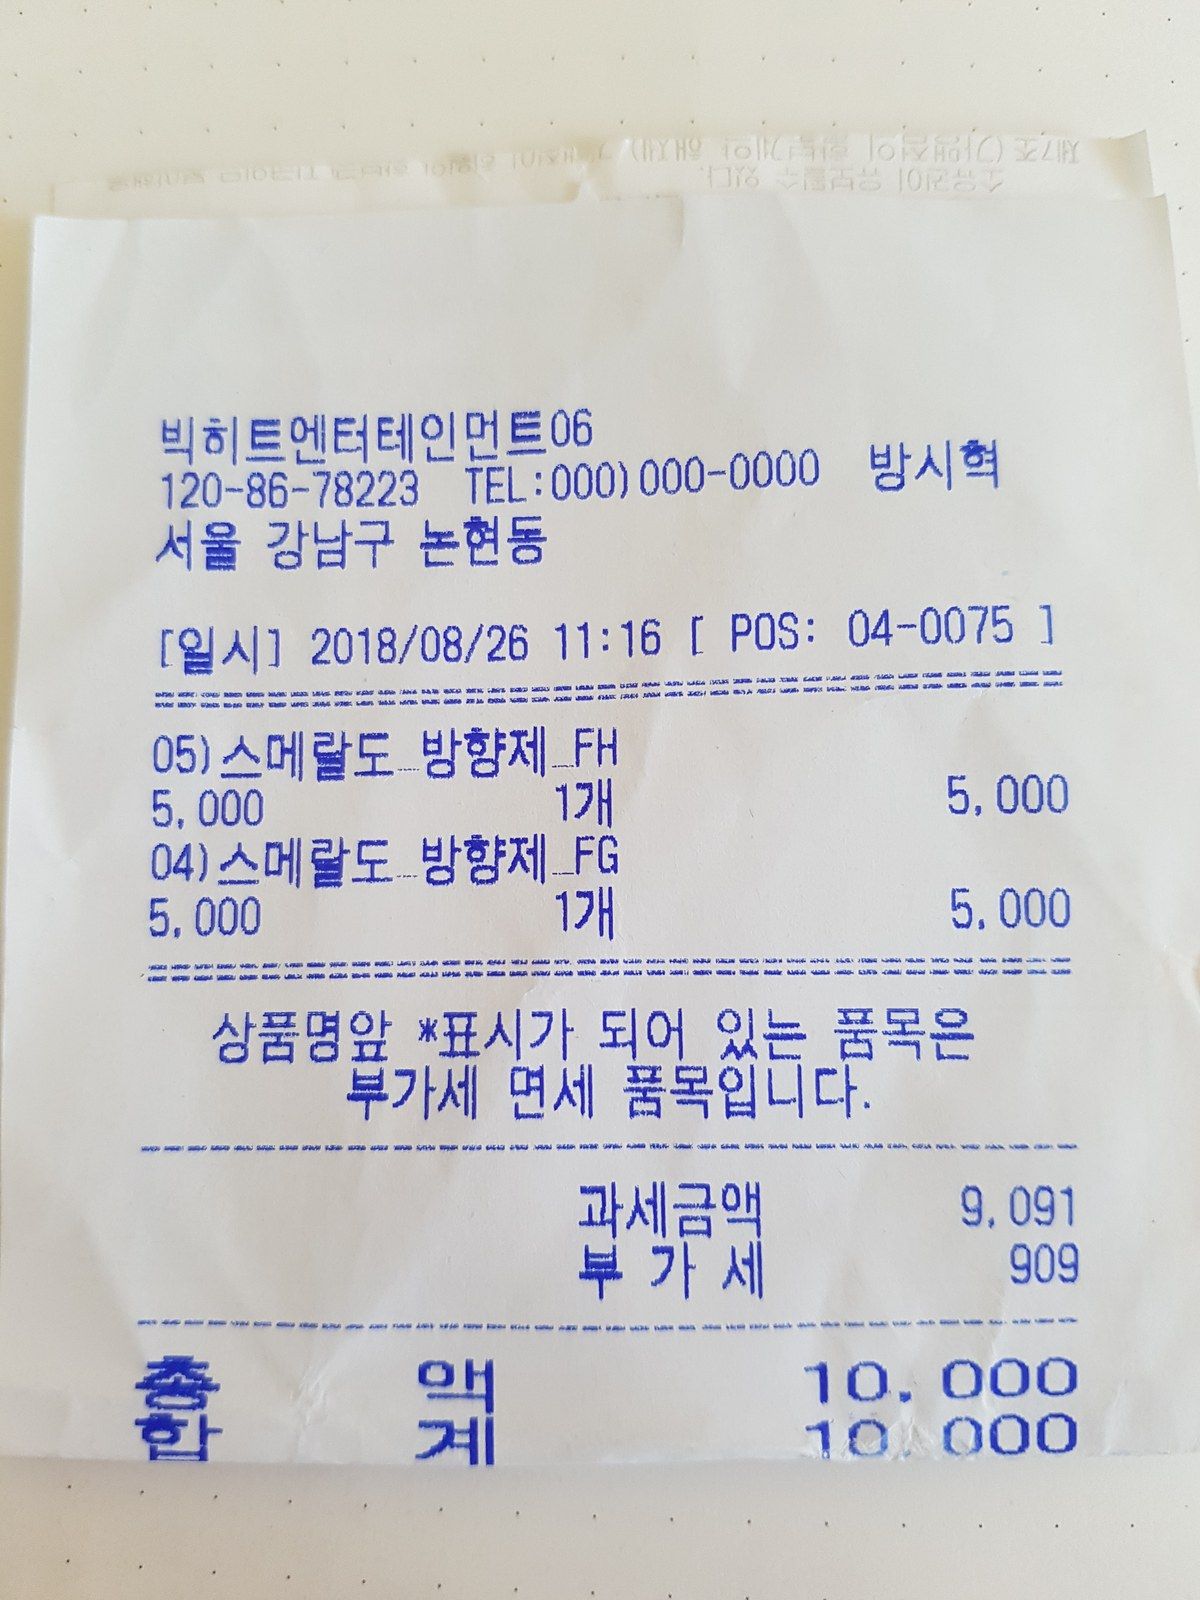 빅히트엔터테인먼트06
120-86-78223 TEL:000)000-0000 방시혁
서울 강남구 논현동
[일시] 2018/08/26 11:16 [ POS: 04-0075 ]
05)스메랄도_방향제_FH
5,000 1개 5,000
04)스메랄도_방향제_FG
5,000 1개 5,000
상품명앞 *표시가 되어 있는 품목은
부가세 면세 품목입니다.
과세금액 9,091
부 가 세 909
총 액 10,000
합 계 10,000